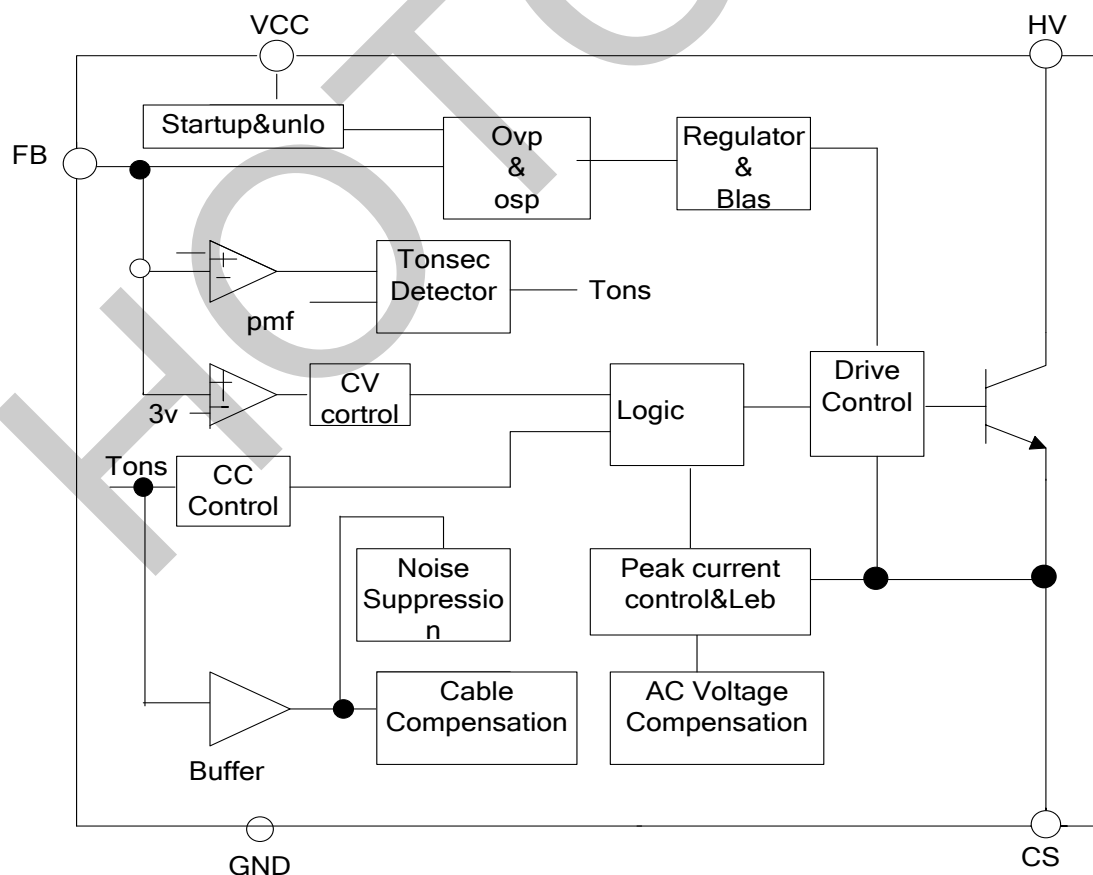 VCC
HV
Startup&unlo
FB
Ovp
&
osp
Regulator
&
Blas
+
-
Tonsec
Detector
Tons
pmf
+
-
3v
CV
cortrol
Logic
Drive
Control
Tons
CC
Control
Noise
Suppressio
n
Peak current
control&Leb
Cable
Compensation
AC Voltage
Compensation
Buffer
GND
CS
HOTC